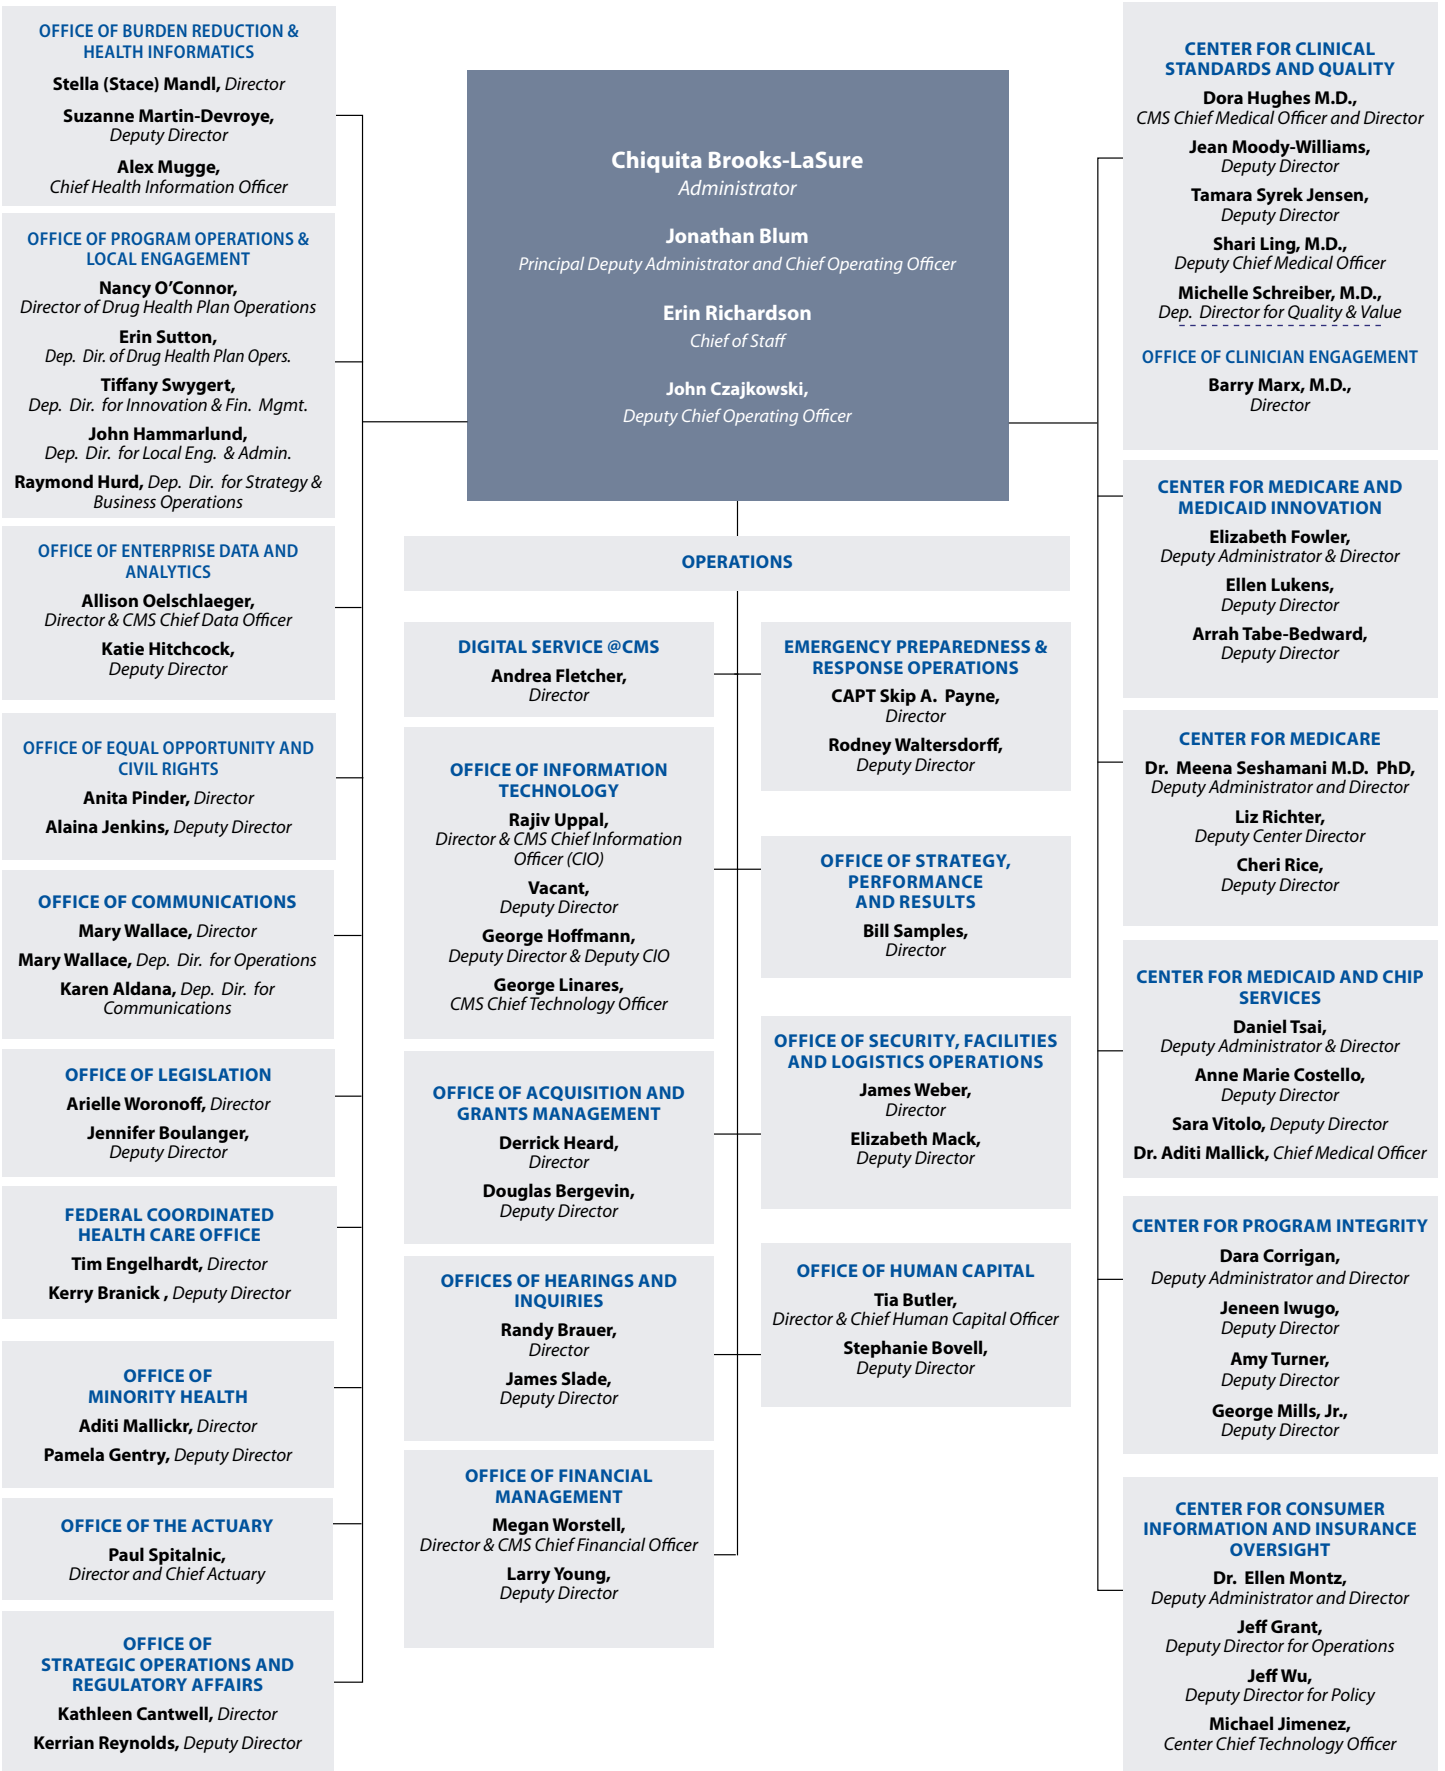 OFFICE OF BURDEN REDUCTION &
HEALTH INFORMATICS
Stella (Stace) Mandl, Director
Suzanne Martin-Devroye,
Deputy Director
Alex Mugge,
Chief Health Information Officer
OFFICE OF PROGRAM OPERATIONS &
LOCAL ENGAGEMENT
Nancy O’Connor,
Director of Drug Health Plan Operations
Erin Sutton,
Dep. Dir. of Drug Health Plan Opers.
Tiffany Swygert,
Dep. Dir. for Innovation & Fin. Mgmt.
John Hammarlund,
Dep. Dir. for Local Eng. & Admin.
Raymond Hurd, Dep. Dir. for Strategy &
Business Operations
OFFICE OF ENTERPRISE DATA AND
ANALYTICS
Allison Oelschlaeger,
Director & CMS Chief Data Officer
Katie Hitchcock,
Deputy Director
OFFICE OF EQUAL OPPORTUNITY AND
CIVIL RIGHTS
Anita Pinder, Director
Alaina Jenkins, Deputy Director
OFFICE OF COMMUNICATIONS
Mary Wallace, Director
Mary Wallace, Dep. Dir. for Operations
Karen Aldana, Dep. Dir. for
Communications
OFFICE OF LEGISLATION
Arielle Woronoff, Director
Jennifer Boulanger,
Deputy Director
FEDERAL COORDINATED
HEALTH CARE OFFICE
Tim Engelhardt, Director
Kerry Branick , Deputy Director
OFFICE OF
MINORITY HEALTH
Aditi Mallickr, Director
Pamela Gentry, Deputy Director
OFFICE OF THE ACTUARY
Paul Spitalnic,
Director and Chief Actuary
OFFICE OF
STRATEGIC OPERATIONS AND
REGULATORY AFFAIRS
Kathleen Cantwell, Director
Kerrian Reynolds, Deputy Director
Chiquita Brooks-LaSure
Administrator
Jonathan Blum
Principal Deputy Administrator and Chief Operating Officer
Erin Richardson
Chief of Staff
John Czajkowski,
Deputy Chief Operating Officer
OPERATIONS
DIGITAL SERVICE @CMS
Andrea Fletcher,
Director
OFFICE OF INFORMATION
TECHNOLOGY
Rajiv Uppal,
Director & CMS Chief Information
Officer (CIO)
Vacant,
Deputy Director
George Hoffmann,
Deputy Director & Deputy CIO
George Linares,
CMS Chief Technology Officer
OFFICE OF ACQUISITION AND
GRANTS MANAGEMENT
Derrick Heard,
Director
Douglas Bergevin,
Deputy Director
OFFICES OF HEARINGS AND
INQUIRIES
Randy Brauer,
Director
James Slade,
Deputy Director
OFFICE OF FINANCIAL
MANAGEMENT
Megan Worstell,
Director & CMS Chief Financial Officer
Larry Young,
Deputy Director
EMERGENCY PREPAREDNESS &
RESPONSE OPERATIONS
CAPT Skip A. Payne,
Director
Rodney Waltersdorff,
Deputy Director
OFFICE OF STRATEGY,
PERFORMANCE
AND RESULTS
Bill Samples,
Director
OFFICE OF SECURITY, FACILITIES
AND LOGISTICS OPERATIONS
James Weber,
Director
Elizabeth Mack,
Deputy Director
OFFICE OF HUMAN CAPITAL
Tia Butler,
Director & Chief Human Capital Officer
Stephanie Bovell,
Deputy Director
CENTER FOR CLINICAL
STANDARDS AND QUALITY
Dora Hughes M.D.,
CMS Chief Medical Officer and Director
Jean Moody-Williams,
Deputy Director
Tamara Syrek Jensen,
Deputy Director
Shari Ling, M.D.,
Deputy Chief Medical Officer
Michelle Schreiber, M.D.,
Dep. Director for Quality & Value
OFFICE OF CLINICIAN ENGAGEMENT
Barry Marx, M.D.,
Director
CENTER FOR MEDICARE AND
MEDICAID INNOVATION
Elizabeth Fowler,
Deputy Administrator & Director
Ellen Lukens,
Deputy Director
Arrah Tabe-Bedward,
Deputy Director
CENTER FOR MEDICARE
Dr. Meena Seshamani M.D. PhD,
Deputy Administrator and Director
Liz Richter,
Deputy Center Director
Cheri Rice,
Deputy Director
CENTER FOR MEDICAID AND CHIP
SERVICES
Daniel Tsai,
Deputy Administrator & Director
Anne Marie Costello,
Deputy Director
Sara Vitolo, Deputy Director
Dr. Aditi Mallick, Chief Medical Officer
CENTER FOR PROGRAM INTEGRITY
Dara Corrigan,
Deputy Administrator and Director
Jeneen Iwugo,
Deputy Director
Amy Turner,
Deputy Director
George Mills, Jr.,
Deputy Director
CENTER FOR CONSUMER
INFORMATION AND INSURANCE
OVERSIGHT
Dr. Ellen Montz,
Deputy Administrator and Director
Jeff Grant,
Deputy Director for Operations
Jeff Wu,
Deputy Director for Policy
Michael Jimenez,
Center Chief Technology Officer